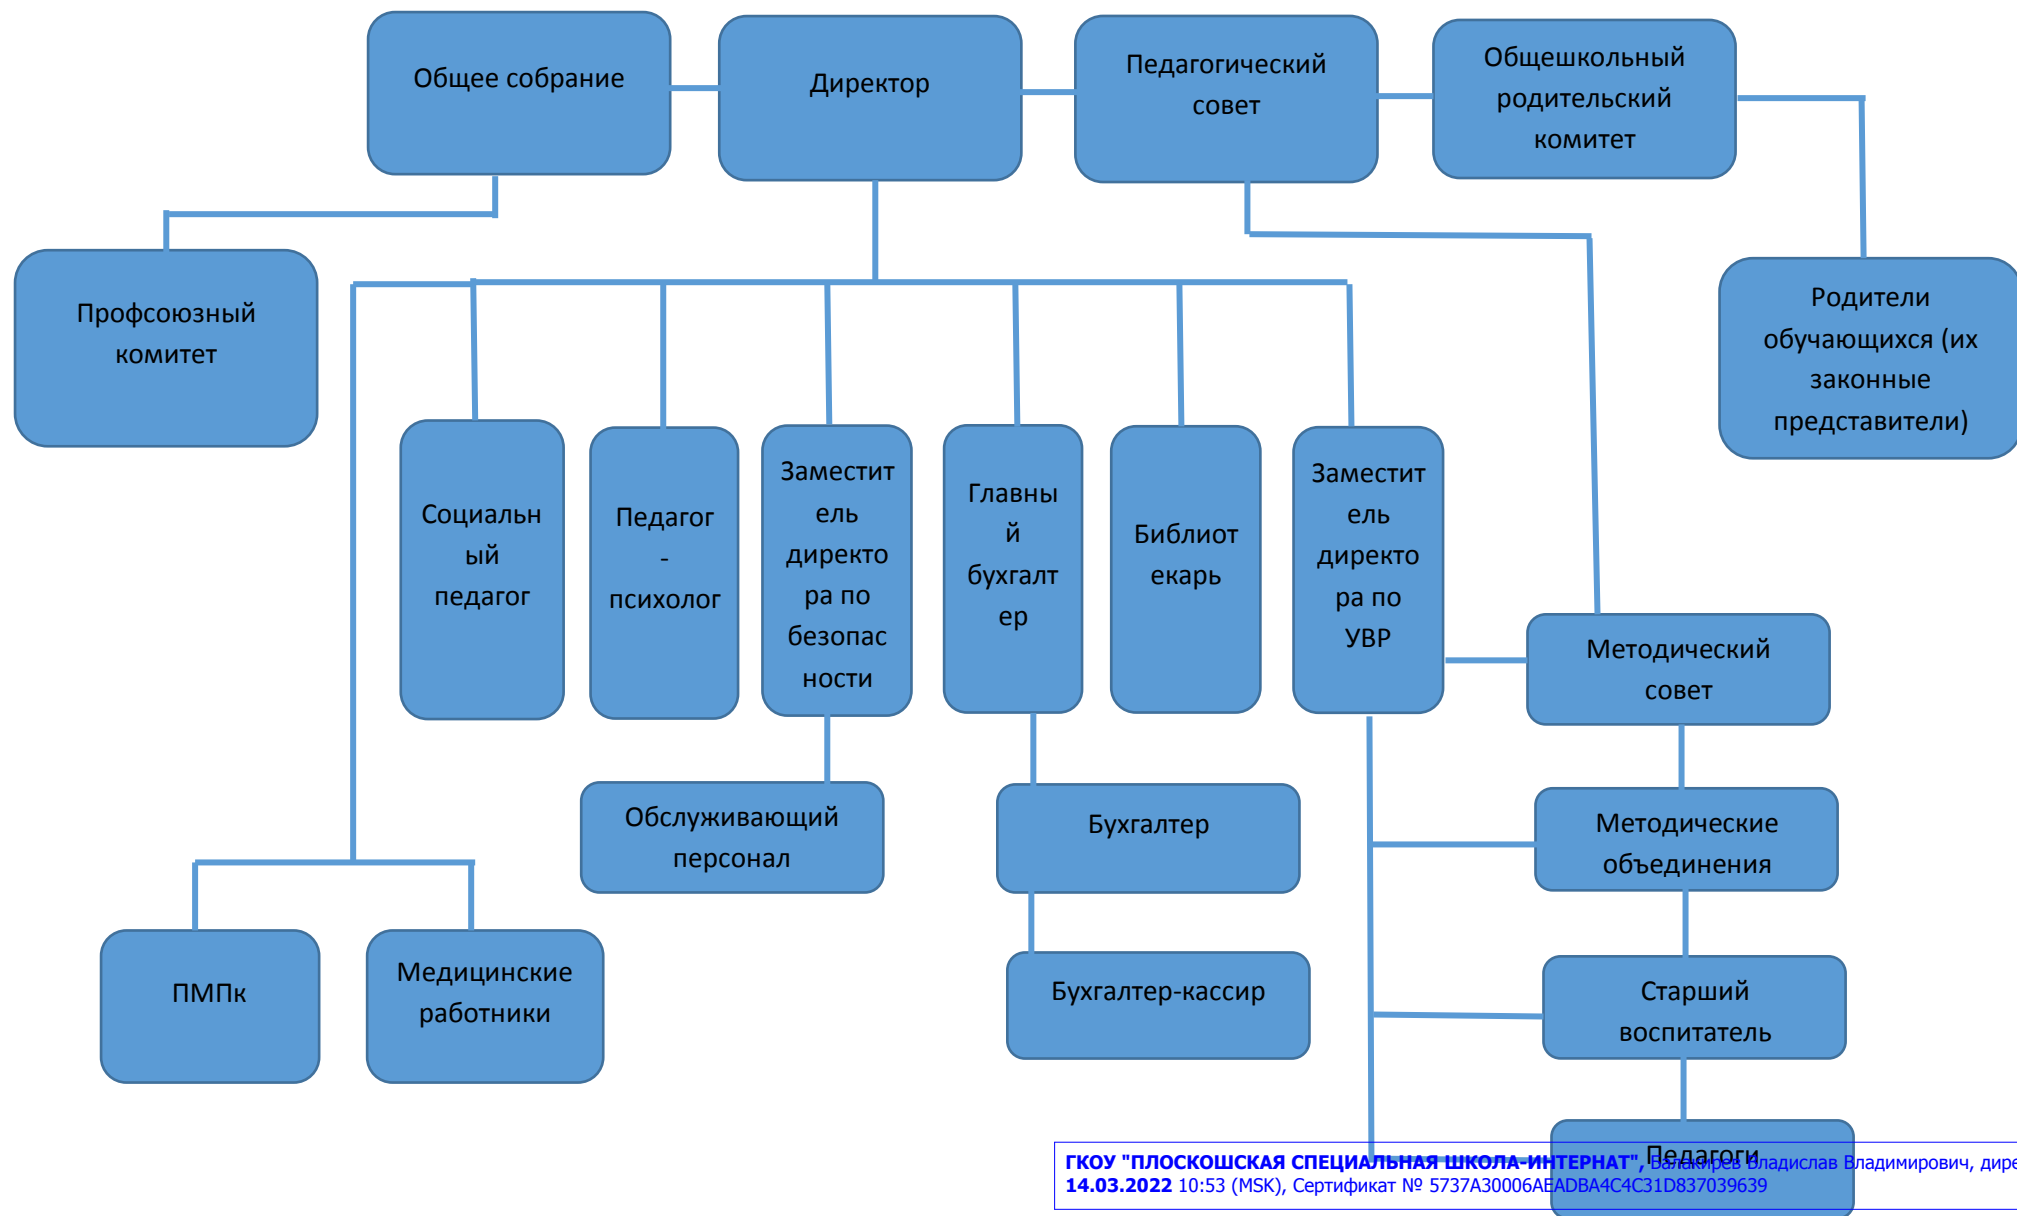 Общее собрание
Директор
Педагогический
совет
Общешкольный
родительский
комитет
Профсоюзный
комитет
Родители
обучающихся (их
законные
представители)
Социальн
ый
педагог
Педагог
-
психолог
Заместит
ель
директо
ра по
безопас
ности
Главны
й
бухгалт
ер
Библиот
екарь
Заместит
ель
директо
ра по
УВР
Методический
совет
Обслуживающий
персонал
Бухгалтер
Методические
объединения
ПМПк
Медицинские
работники
Бухгалтер-кассир
Старший
воспитатель
Педагоги
ГКОУ "ПЛОСКОШСКАЯ СПЕЦИАЛЬНАЯ ШКОЛА-ИНТЕРНАТ", Балакирев Владислав Владимирович, дире
14.03.2022 10:53 (MSK), Сертификат № 5737A30006AEADBA4C4C31D837039639